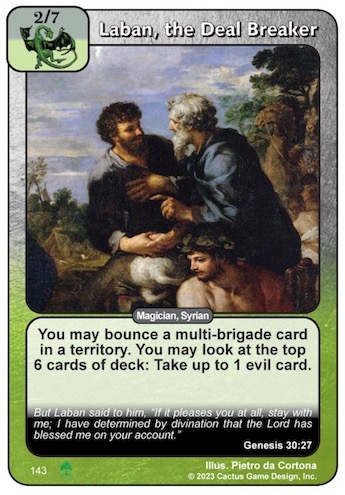 2/7
Laban, the Deal Breaker
Magician, Syrian
You may bounce a multi-brigade card
in a territory. You may look at the top
6 cards of deck: Take up to 1 evil card.
But Laban said to him, “If it pleases you at all, stay with
me; I have determined by divination that the Lord has
blessed me on your account.”
Genesis 30:27
Illus. Pietro da Cortona
143
© 2023 Cactus Game Design, Inc.